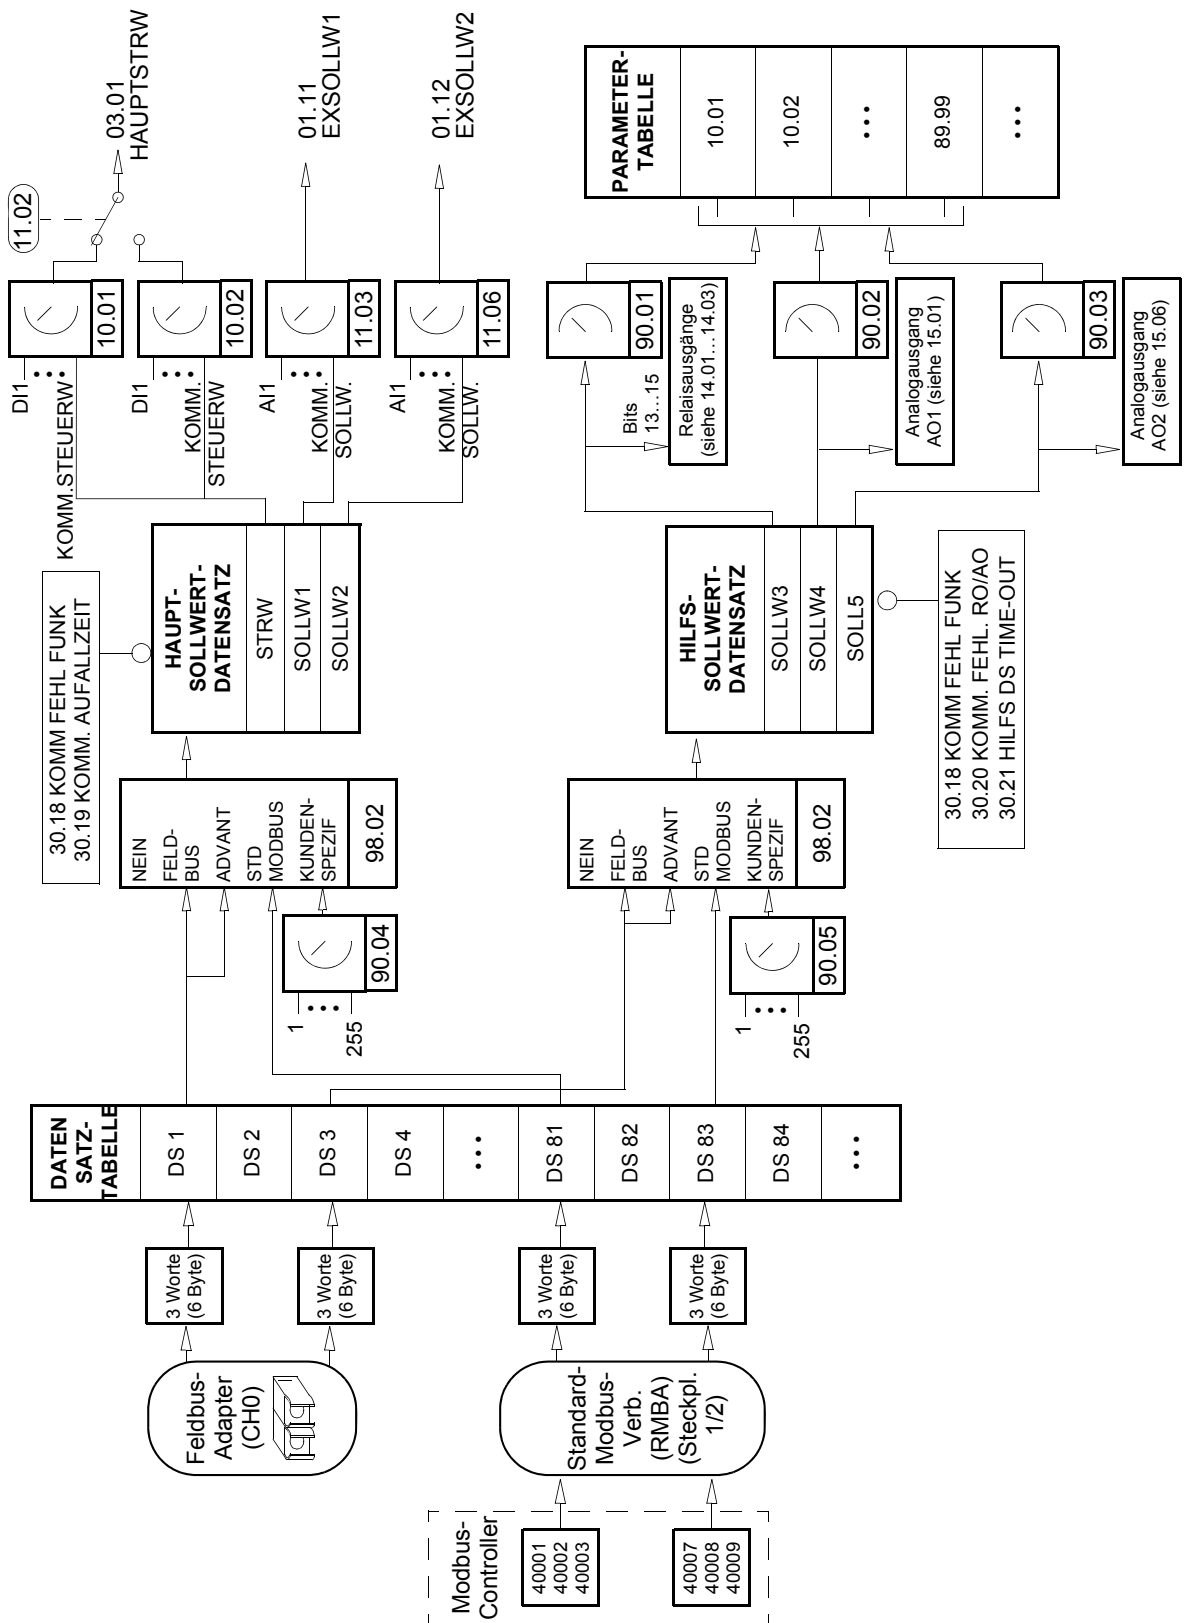 Modbus-
Controller
40001
40002
40003
40007
40008
40009
Feldbus-
Adapter
(CH0)
Standard-
Modbus-
Verb.
(RMBA)
(Steckpl.
1/2)
3 Worte
(6 Byte)
3 Worte
(6 Byte)
3 Worte
(6 Byte)
3 Worte
(6 Byte)
DATEN
SATZ-
TABELLE
DS 1
DS 2
DS 3
DS 4
•••
DS 81
DS 82
DS 83
DS 84
•••
1
•••
255
90.04
1
•••
255
90.05
NEIN
FELD-
BUS
ADVANT
STD
MODBUS
KUNDEN-
SPEZIF
98.02
NEIN
FELD-
BUS
ADVANT
STD
MODBUS
KUNDEN-
SPEZIF
98.02
30.18 KOMM FEHL FUNK
30.19 KOMM. AUFALLZEIT
HAUPT-
SOLLWERT-
DATENSATZ
STRW
SOLLW1
SOLLW2
HILFS-
SOLLWERT-
DATENSATZ
SOLLW3
SOLLW4
SOLL5
30.18 KOMM FEHL FUNK
30.20 KOMM. FEHL. RO/AO
30.21 HILFS DS TIME-OUT
DI1
•••
KOMM.STEUERW
10.01
DI1
•••
KOMM.
STEUERW
10.02
AI1
•••
KOMM.
SOLLW.
11.03
AI1
•••
KOMM.
SOLLW.
11.06
11.02
03.01
HAUPTSTRW
01.11
EXSOLLW1
01.12
EXSOLLW2
Bits
13...15
Relaisausgänge
(siehe 14.01...14.03)
90.01
Analogausgang
AO1 (siehe 15.01)
90.02
Analogausgang
AO2 (siehe 15.06)
90.03
PARAMETER-
TABELLE
10.01
10.02
•••
89.99
•••